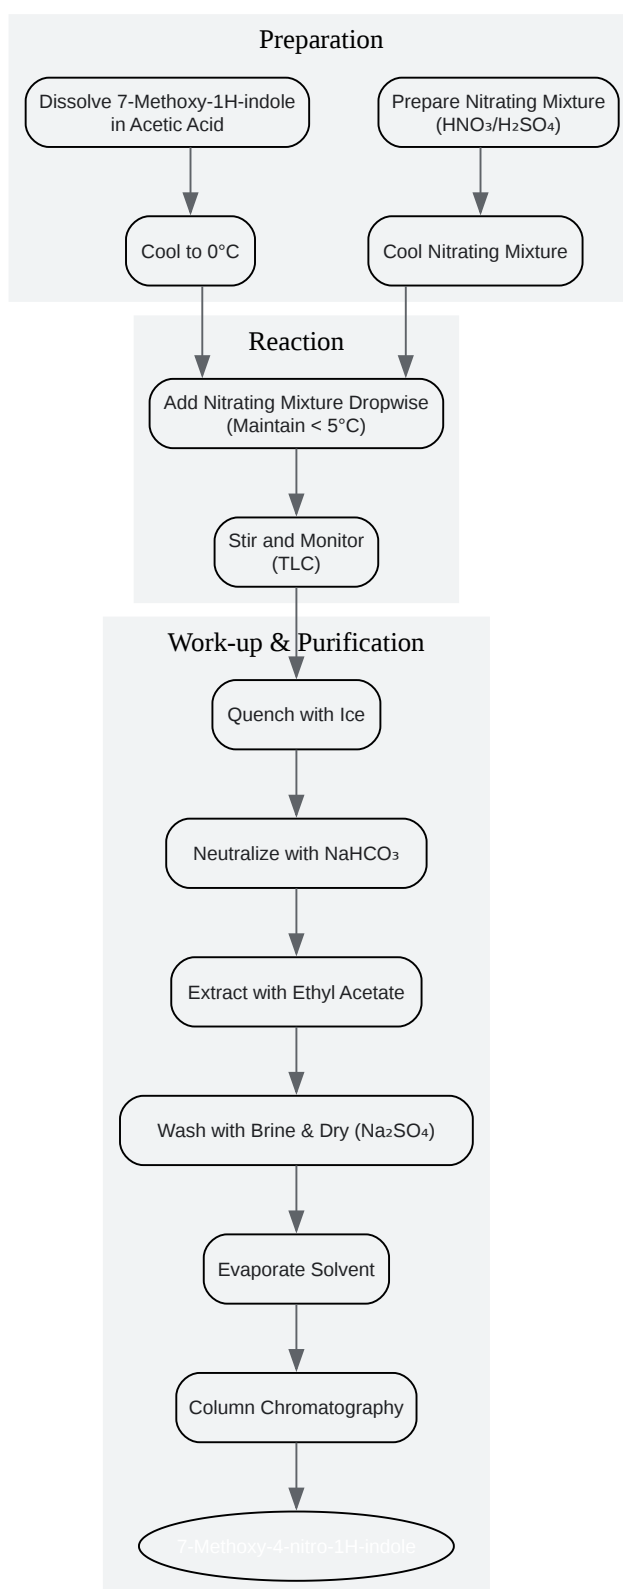 Preparation
Dissolve 7-Methoxy-1H-indole
in Acetic Acid
Prepare Nitrating Mixture
(HNO₃/H₂SO₄)
Cool to 0°C
Cool Nitrating Mixture
Reaction
Add Nitrating Mixture Dropwise
(Maintain < 5°C)
Stir and Monitor
(TLC)
Work-up & Purification
Quench with Ice
Neutralize with NaHCO₃
Extract with Ethyl Acetate
Wash with Brine & Dry (Na₂SO₄)
Evaporate Solvent
Column Chromatography
7-Methoxy-4-nitro-1H-indole